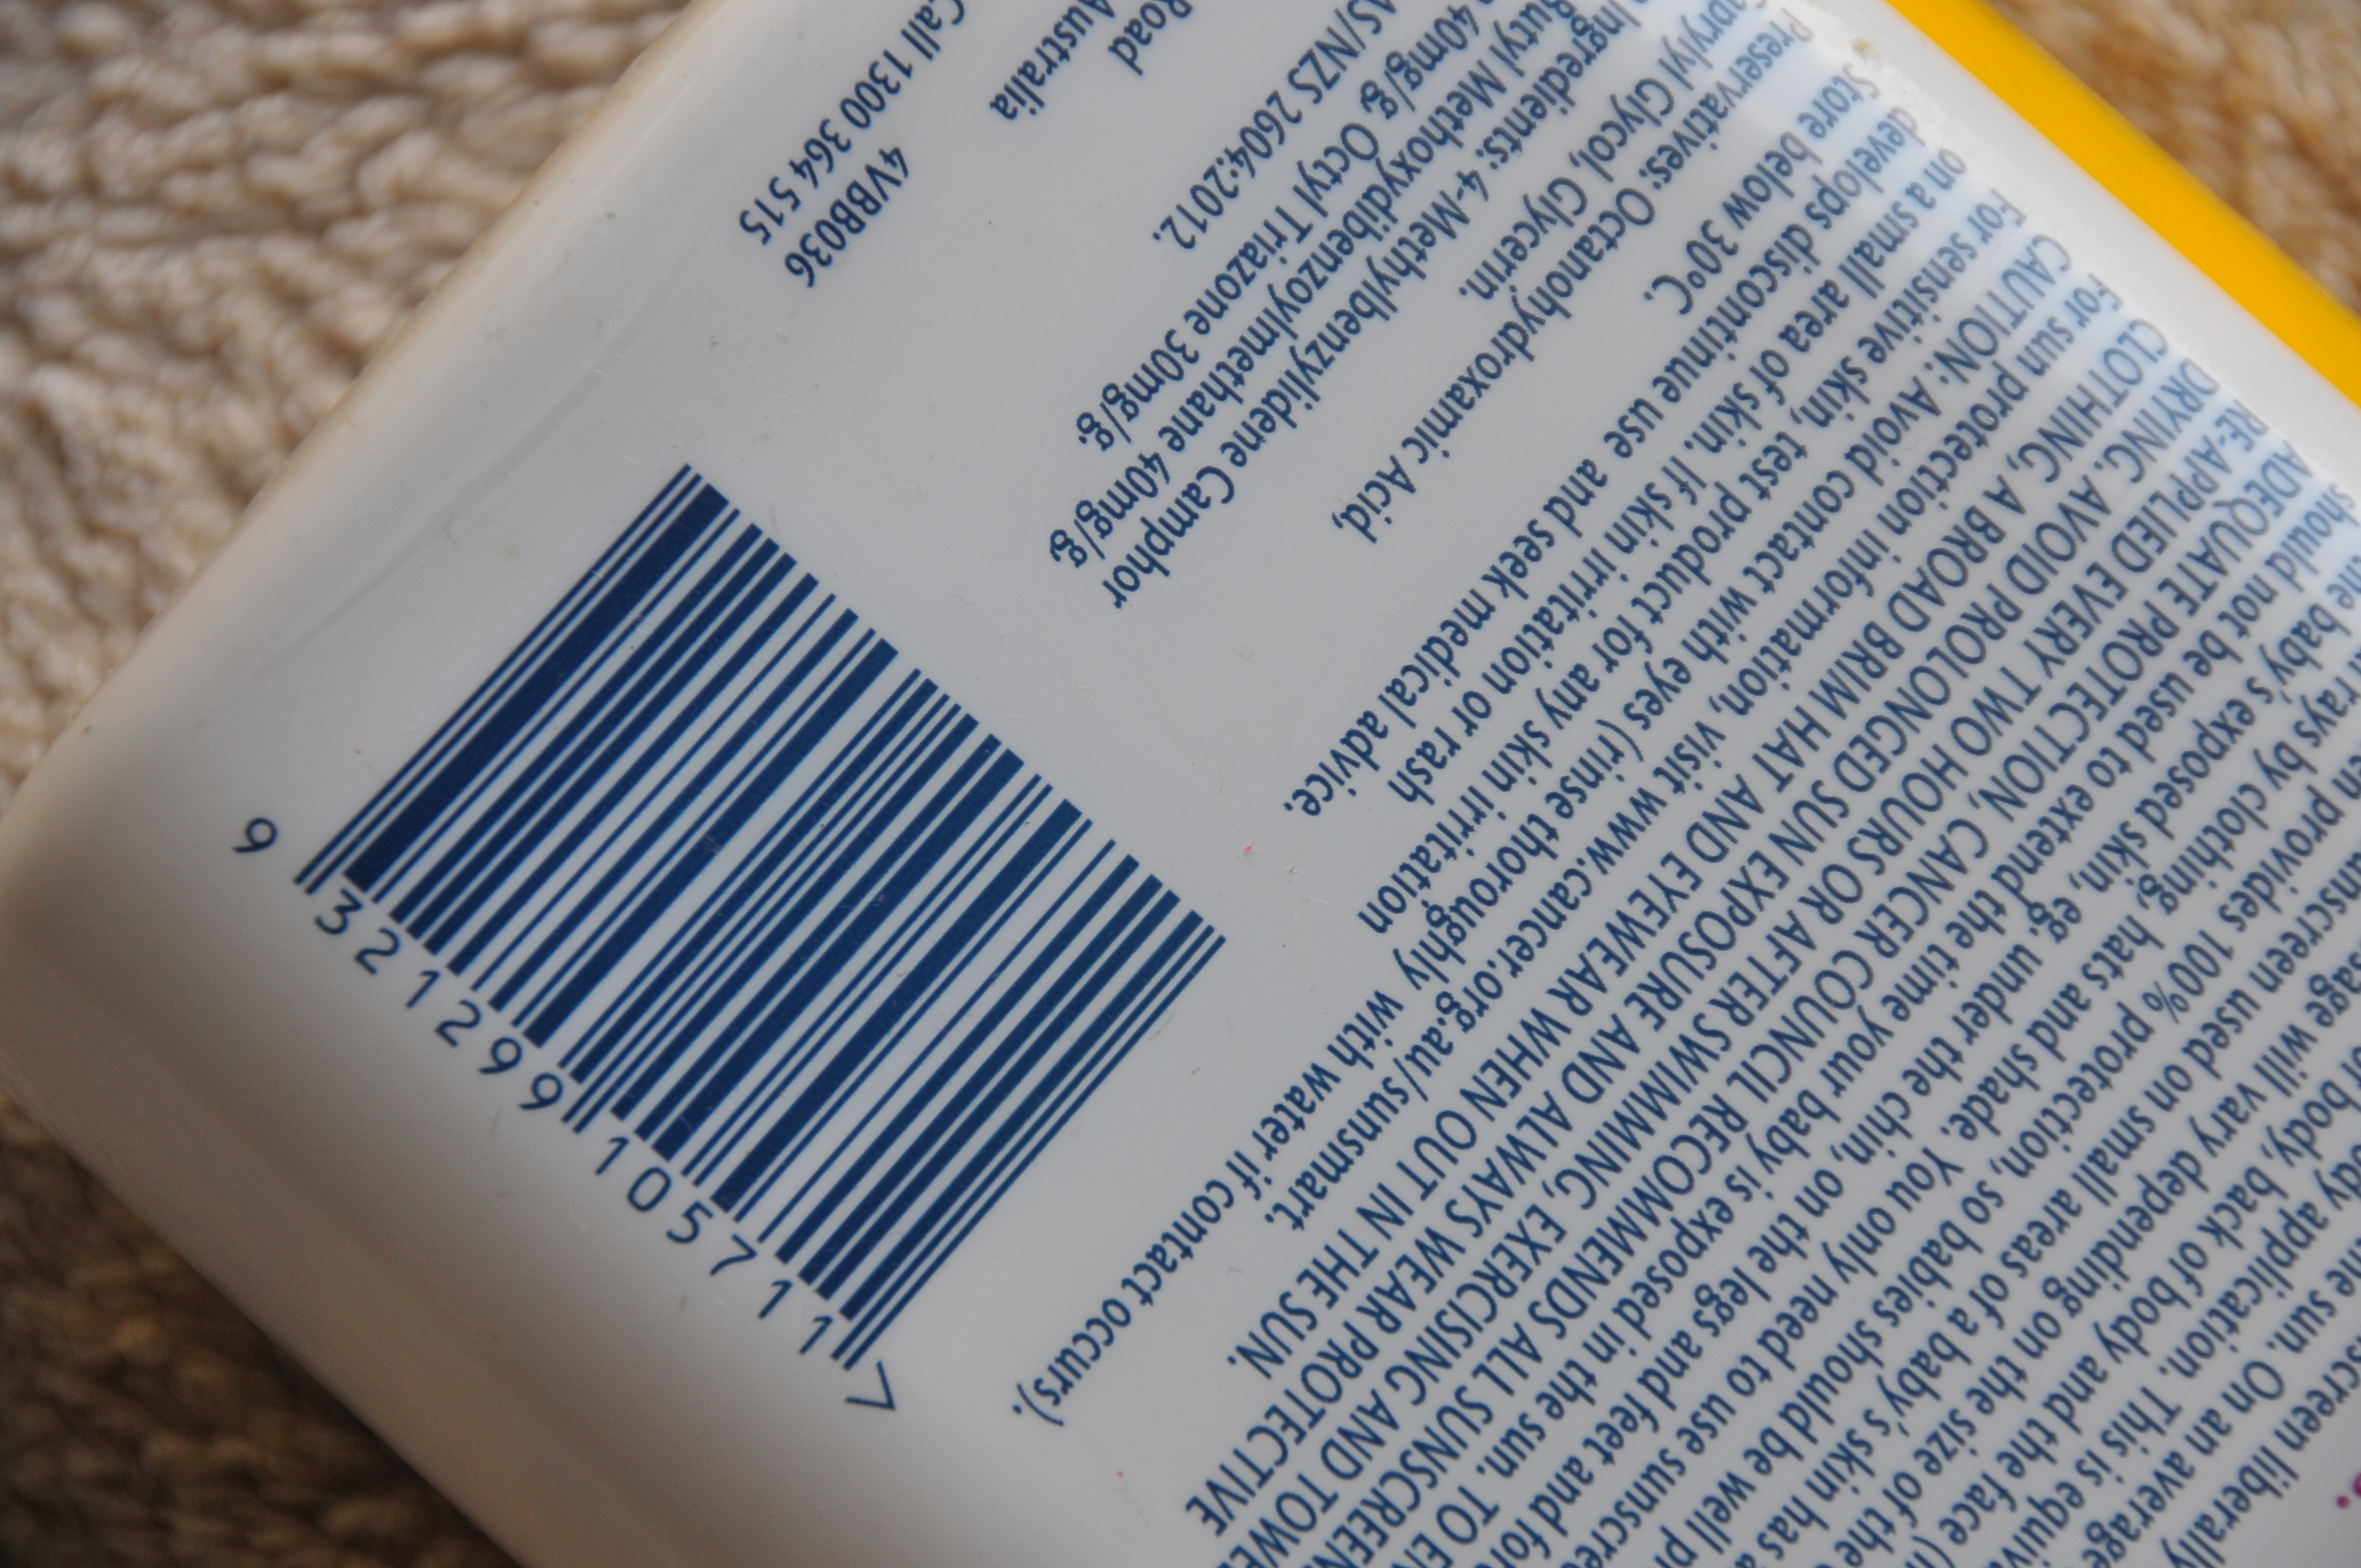 screen liberally
he sun. On an average
application. This is
body, back of body and the face
sage will vary depending on the size of the
used on small areas of a baby's skin has
provides 100% protection, so babies should be well
rays by clothing, hats and shade. You only need to use
baby's exposed skin, eg. under the chin, on the legs and feet and
should not be used to extend the time your baby is exposed in the sun. TO
ADEQUATE PROTECTION, CANCER COUNCIL RECOMMENDS ALL SUNSCREEN
RE-APPLIED EVERY TWO HOURS OR AFTER SWIMMING, EXERCISING AND
DRYING. AVOID PROLONGED SUN EXPOSURE AND ALWAYS WEAR PROTECTIVE
CLOTHING, A BROAD BRIM HAT AND EYEWEAR WHEN OUT IN THE SUN.
For sun protection information, visit www.cancer.org.au/sunsmart.
CAUTION: Avoid contact with eyes (rinse thoroughly with water if contact occurs).
For sensitive skin, test product for any skin irritation
on a small area of skin. If skin irritation or rash
develops discontinue use and seek medical advice.
Store below 30°C.
Preservatives: Octanohydroxamic Acid,
Caprylyl Glycol, Glycerin.
Ingredients: 4-Methylbenzylidene Camphor
40mg/g, Butyl Methoxydibenzoylmethane 40mg/g,
Octyl Triazone 30mg/g.
AS/NZS 2604:2012.
Road
Australia
4VBB036
Call 1300 364 515
9 321299 105711 >